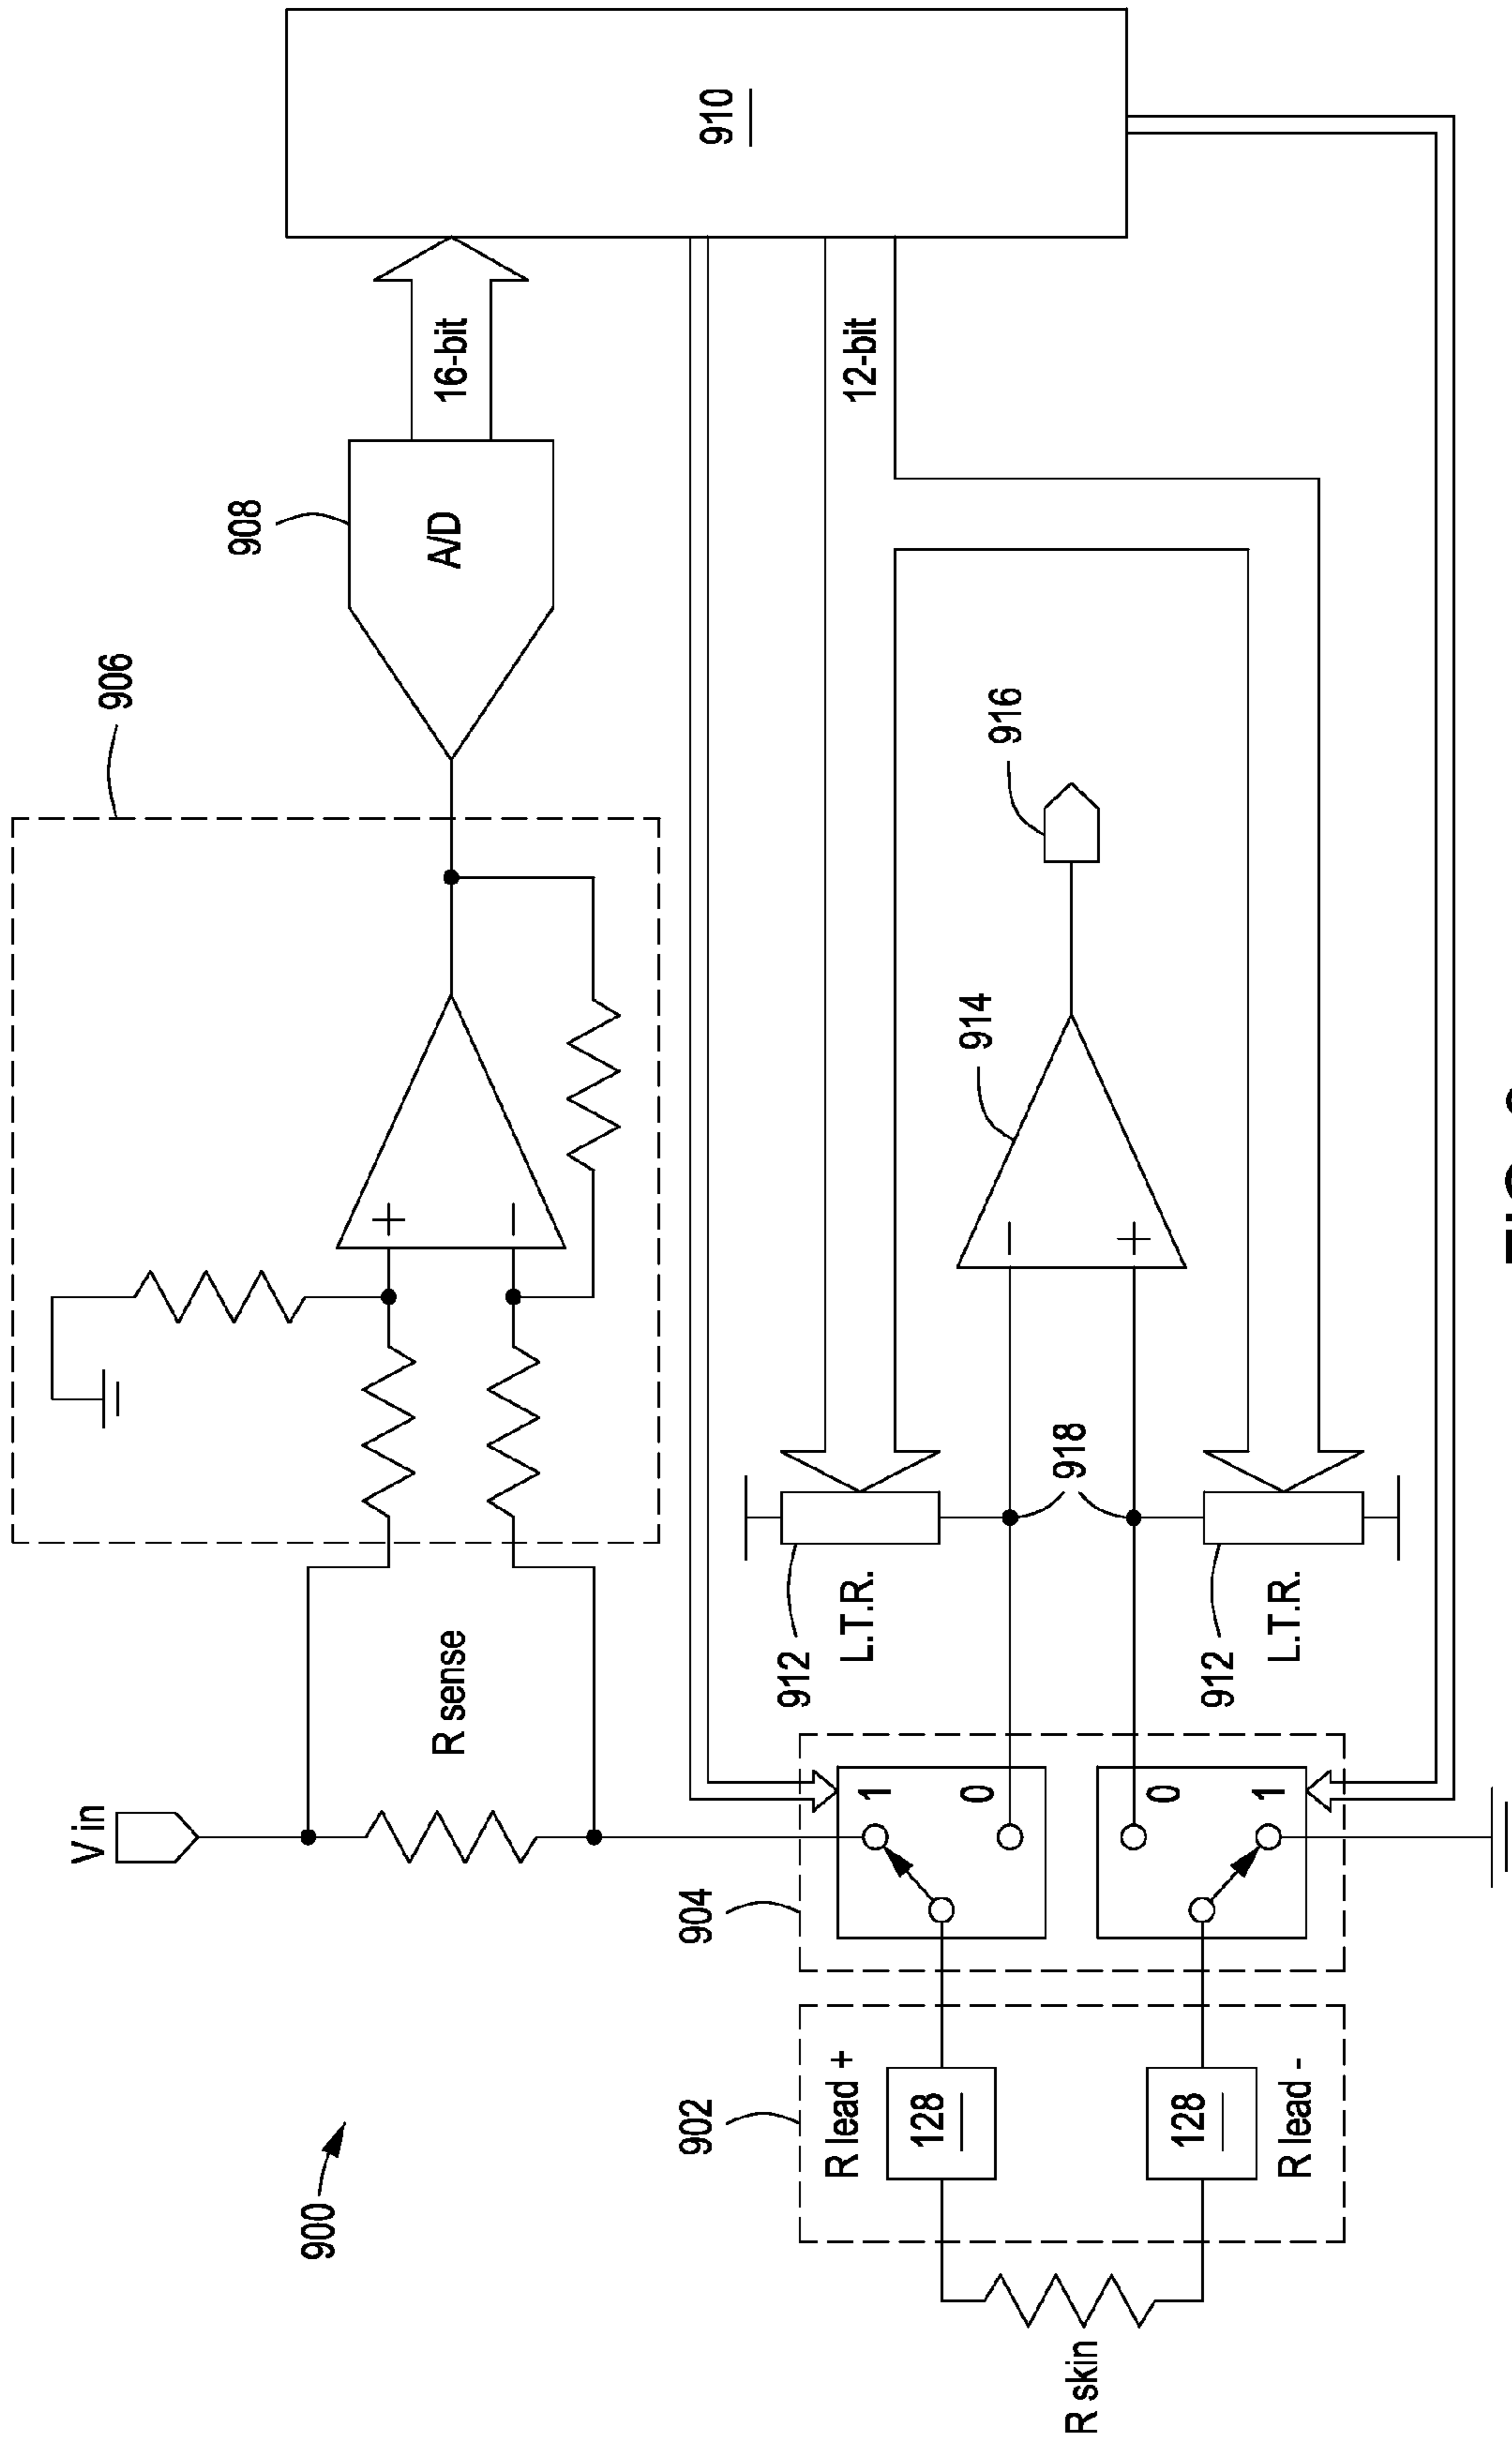 900
V in
R sense
906
+
−
908
A/D
16-bit
910
12-bit
902
R lead +
128
128
R lead -
R skin
904
1
0
0
1
912
L.T.R.
912
L.T.R.
918
914
−
+
916